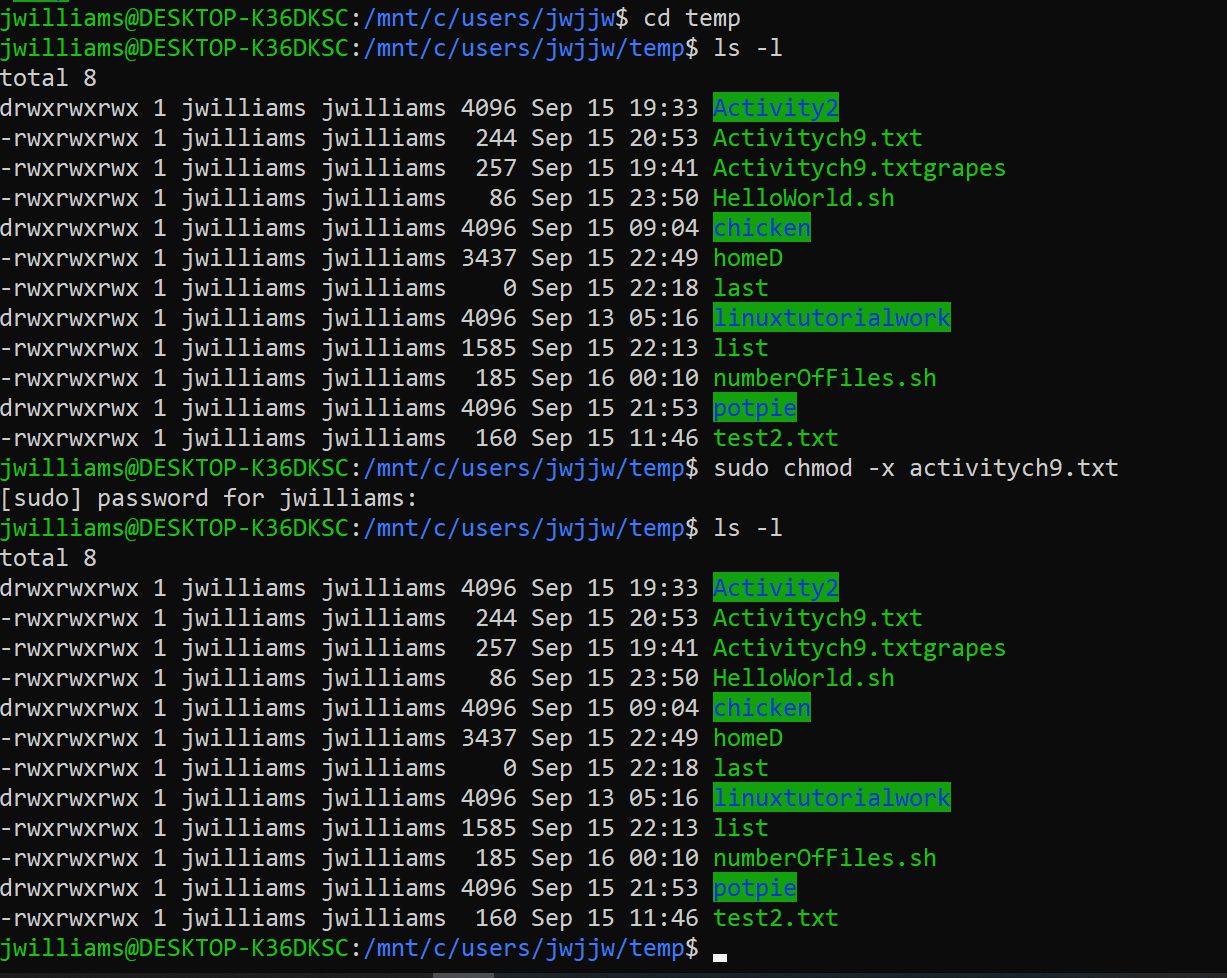 jwilliams@DESKTOP-K36DKSC:/mnt/c/users/jwjjw$ cd temp
jwilliams@DESKTOP-K36DKSC:/mnt/c/users/jwjjw/temp$ ls -l
total 8
drwxrwxrwx 1 jwilliams jwilliams 4096 Sep 15 19:33 Activity2
-rwxrwxrwx 1 jwilliams jwilliams  244 Sep 15 20:53 Activitych9.txt
-rwxrwxrwx 1 jwilliams jwilliams  257 Sep 15 19:41 Activitych9.txtgrapes
-rwxrwxrwx 1 jwilliams jwilliams   86 Sep 15 23:50 HelloWorld.sh
drwxrwxrwx 1 jwilliams jwilliams 4096 Sep 15 09:04 chicken
-rwxrwxrwx 1 jwilliams jwilliams 3437 Sep 15 22:49 homeD
-rwxrwxrwx 1 jwilliams jwilliams    0 Sep 15 22:18 last
drwxrwxrwx 1 jwilliams jwilliams 4096 Sep 13 05:16 linuxtutorialwork
-rwxrwxrwx 1 jwilliams jwilliams 1585 Sep 15 22:13 list
-rwxrwxrwx 1 jwilliams jwilliams  185 Sep 16 00:10 numberOfFiles.sh
drwxrwxrwx 1 jwilliams jwilliams 4096 Sep 15 21:53 potpie
-rwxrwxrwx 1 jwilliams jwilliams  160 Sep 15 11:46 test2.txt
jwilliams@DESKTOP-K36DKSC:/mnt/c/users/jwjjw/temp$ sudo chmod -x activitych9.txt
[sudo] password for jwilliams:
jwilliams@DESKTOP-K36DKSC:/mnt/c/users/jwjjw/temp$ ls -l
total 8
drwxrwxrwx 1 jwilliams jwilliams 4096 Sep 15 19:33 Activity2
-rwxrwxrwx 1 jwilliams jwilliams  244 Sep 15 20:53 Activitych9.txt
-rwxrwxrwx 1 jwilliams jwilliams  257 Sep 15 19:41 Activitych9.txtgrapes
-rwxrwxrwx 1 jwilliams jwilliams   86 Sep 15 23:50 HelloWorld.sh
drwxrwxrwx 1 jwilliams jwilliams 4096 Sep 15 09:04 chicken
-rwxrwxrwx 1 jwilliams jwilliams 3437 Sep 15 22:49 homeD
-rwxrwxrwx 1 jwilliams jwilliams    0 Sep 15 22:18 last
drwxrwxrwx 1 jwilliams jwilliams 4096 Sep 13 05:16 linuxtutorialwork
-rwxrwxrwx 1 jwilliams jwilliams 1585 Sep 15 22:13 list
-rwxrwxrwx 1 jwilliams jwilliams  185 Sep 16 00:10 numberOfFiles.sh
drwxrwxrwx 1 jwilliams jwilliams 4096 Sep 15 21:53 potpie
-rwxrwxrwx 1 jwilliams jwilliams  160 Sep 15 11:46 test2.txt
jwilliams@DESKTOP-K36DKSC:/mnt/c/users/jwjjw/temp$